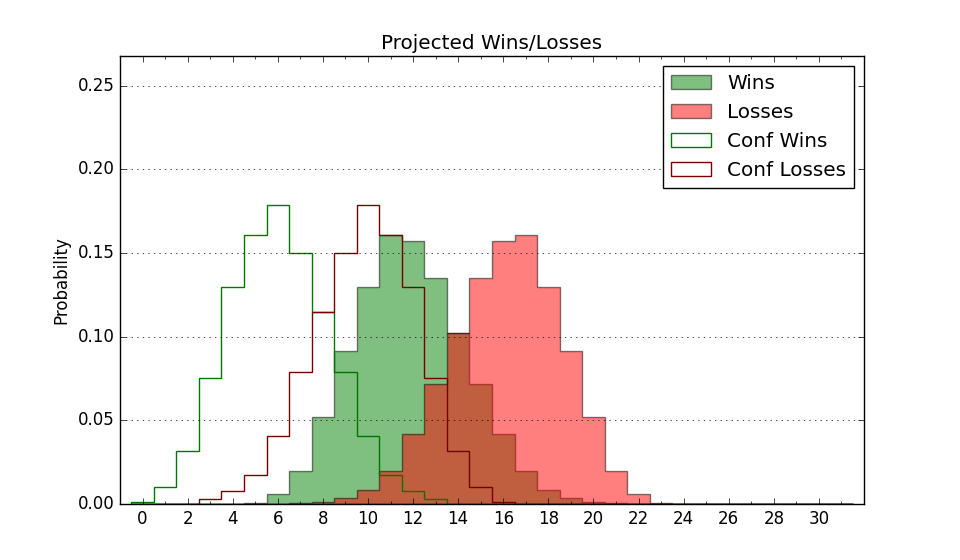 Projected Wins/Losses
0.25
0.20
0.15
0.10
0.05
0.00
Probability
Wins
Losses
Conf Wins
Conf Losses
0 2 4 6 8 10 12 14 16 18 20 22 24 26 28 30